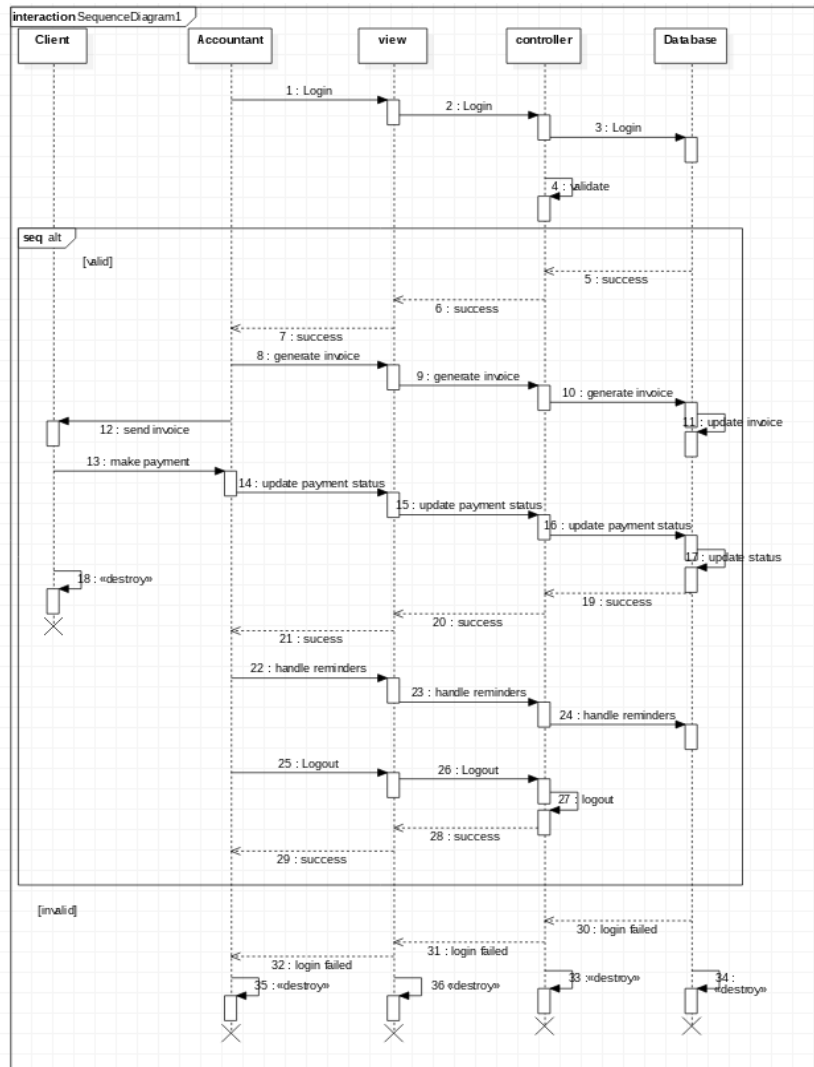 interaction SequenceDiagram1
Client
Accountant
view
controller
Database
1 : Login
2 : Login
3 : Login
4 : validate
seq alt
[valid]
5 : success
6 : success
7 : success
8 : generate invoice
9 : generate invoice
10 : generate invoice
11 : update invoice
12 : send invoice
13 : make payment
14 : update payment status
15 : update payment status
16 : update payment status
17 : update status
18 : «destroy»
19 : success
20 : success
21 : sucess
22 : handle reminders
23 : handle reminders
24 : handle reminders
25 : Logout
26 : Logout
27 : logout
28 : success
29 : success
[invalid]
30 : login failed
31 : login failed
32 : login failed
33 :«destroy»
34 :
«destroy»
35 : «destroy»
36 «destroy»